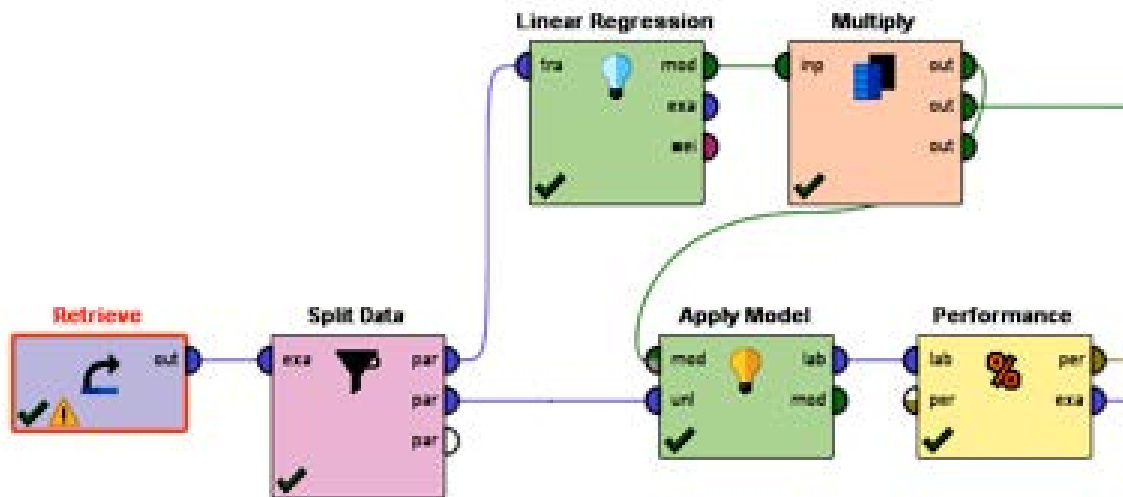 Linear Regression
tra
mod
exa
wei
Multiply
inp
out
out
out
Retrieve
out
Split Data
exa
par
par
par
Apply Model
mod
unl
lab
mod
Performance
lab
per
per
exa
%